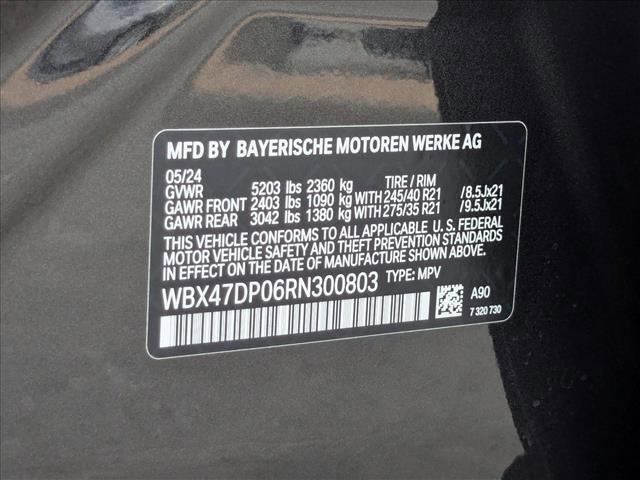 MFD BY BAYERISCHE MOTOREN WERKE AG
05/24
GVWR 5203 lbs 2360 kg TIRE / RIM
GAWR FRONT 2403 lbs 1090 kg WITH 245/40 R21 /8.5Jx21
GAWR REAR 3042 lbs 1380 kg WITH 275/35 R21 /9.5Jx21
THIS VEHICLE CONFORMS TO ALL APPLICABLE U. S. FEDERAL
MOTOR VEHICLE SAFETY AND THEFT PREVENTION STANDARDS
IN EFFECT ON THE DATE OF MANUFACTURE SHOWN ABOVE.
WBX47DP06RN300803 TYPE: MPV
A90
7 320 730